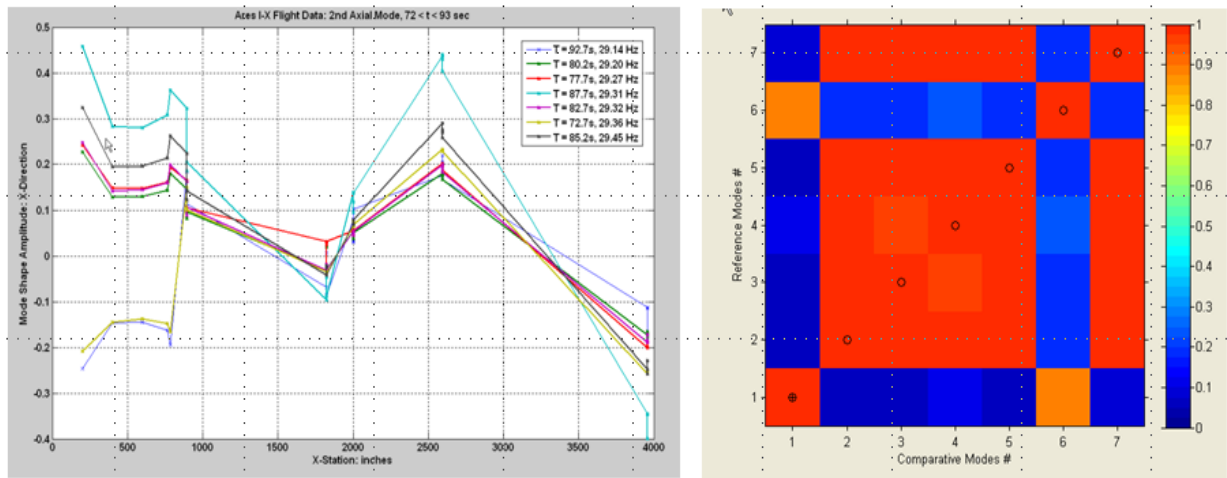 Ares I-X Flight Data: 2nd Axial.Mode, 72 < t < 93 sec
0.5
0.4
0.3
0.2
0.1
0
-0.1
-0.2
-0.3
-0.4
Mode Shape Amplitude: X-Direction
T = 92.7s, 29.14 Hz
T = 80.2s, 29.20 Hz
T = 77.7s, 29.27 Hz
T = 87.7s, 29.31 Hz
T = 82.7s, 29.32 Hz
T = 72.7s, 29.36 Hz
T = 85.2s, 29.45 Hz
0 500 1000 1500 2000 2500 3000 3500 4000
X-Station: inches
7
6
5
4
3
2
1
Reference Modes #
1 2 3 4 5 6 7
Comparative Modes #
1
0.9
0.8
0.7
0.6
0.5
0.4
0.3
0.2
0.1
0